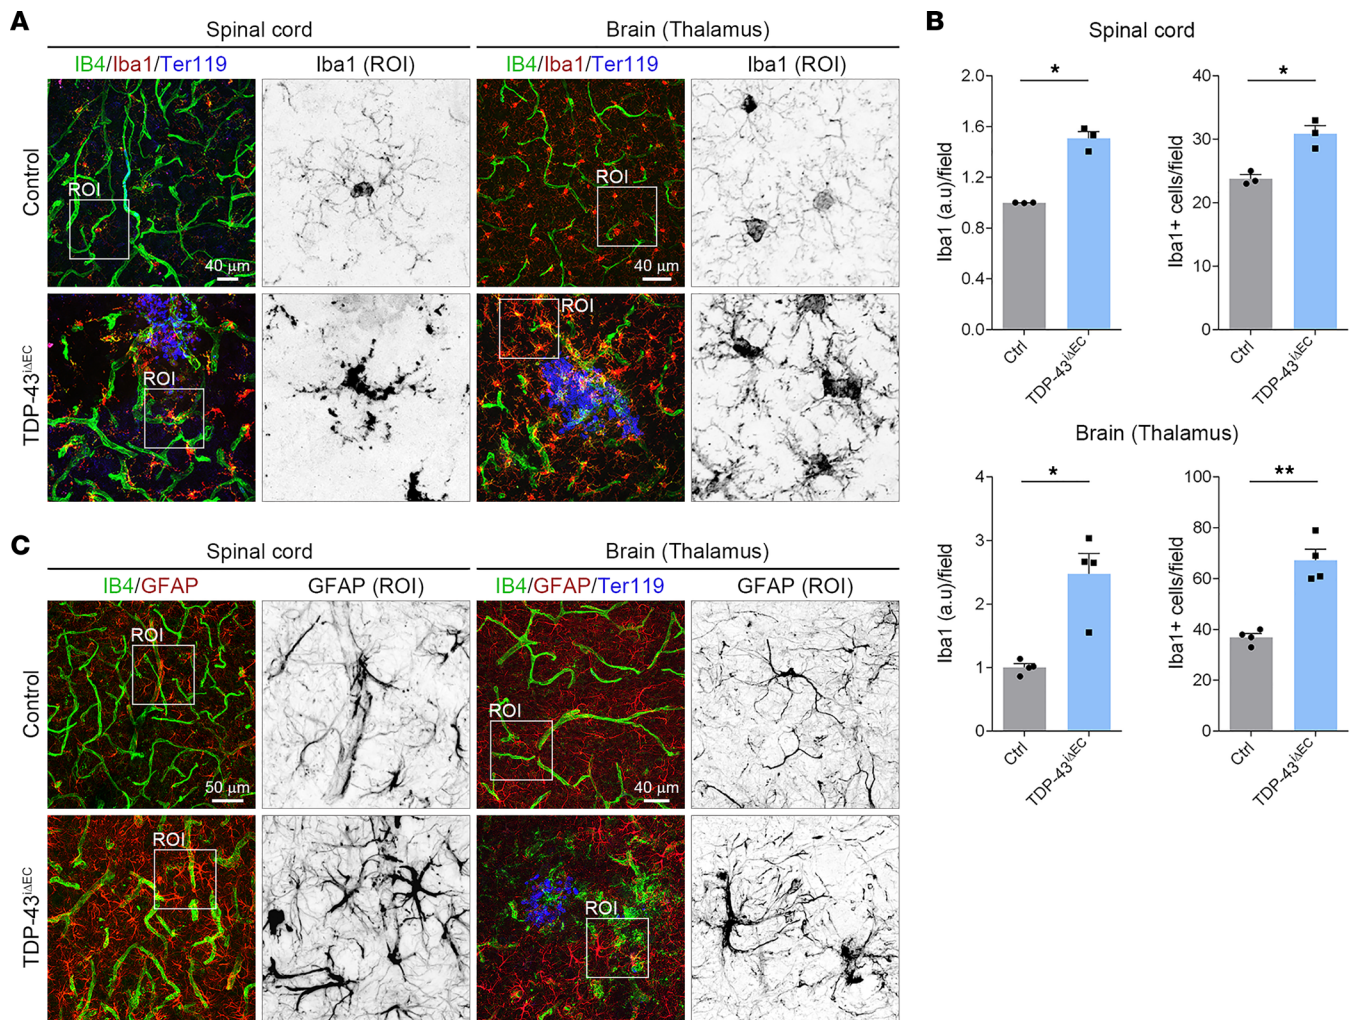 A
Spinal cord
Brain (Thalamus)
IB4/Iba1/Ter119
Iba1 (ROI)
IB4/Iba1/Ter119
Iba1 (ROI)
Control
ROI
40 µm
ROI
40 µm
TDP-43iΔEC
ROI
ROI
B
Spinal cord
2.0
1.6
1.2
0.8
0.4
0.0
Iba1 (a.u)/field
*
Ctrl
TDP-43iΔEC
40
30
20
10
0
Iba1+ cells/field
*
Ctrl
TDP-43iΔEC
Brain (Thalamus)
4
3
2
1
0
Iba1 (a.u)/field
*
Ctrl
TDP-43iΔEC
100
80
60
40
20
0
Iba1+ cells/field
**
Ctrl
TDP-43iΔEC
C
Spinal cord
Brain (Thalamus)
IB4/GFAP
GFAP (ROI)
IB4/GFAP/Ter119
GFAP (ROI)
Control
ROI
50 µm
ROI
40 µm
TDP-43iΔEC
ROI
ROI